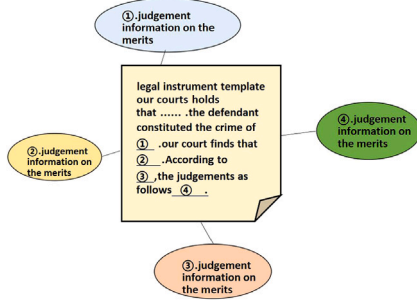 ①.judgement
information on the
merits
legal instrument template
our courts holds
that ...... .the defendant
constituted the crime of
① .our court finds that
② .According to
③ ,the judgements as
follows ④ .
④.judgement
information on
the merits
②.judgement
information on
the merits
③.judgement
information on
the merits